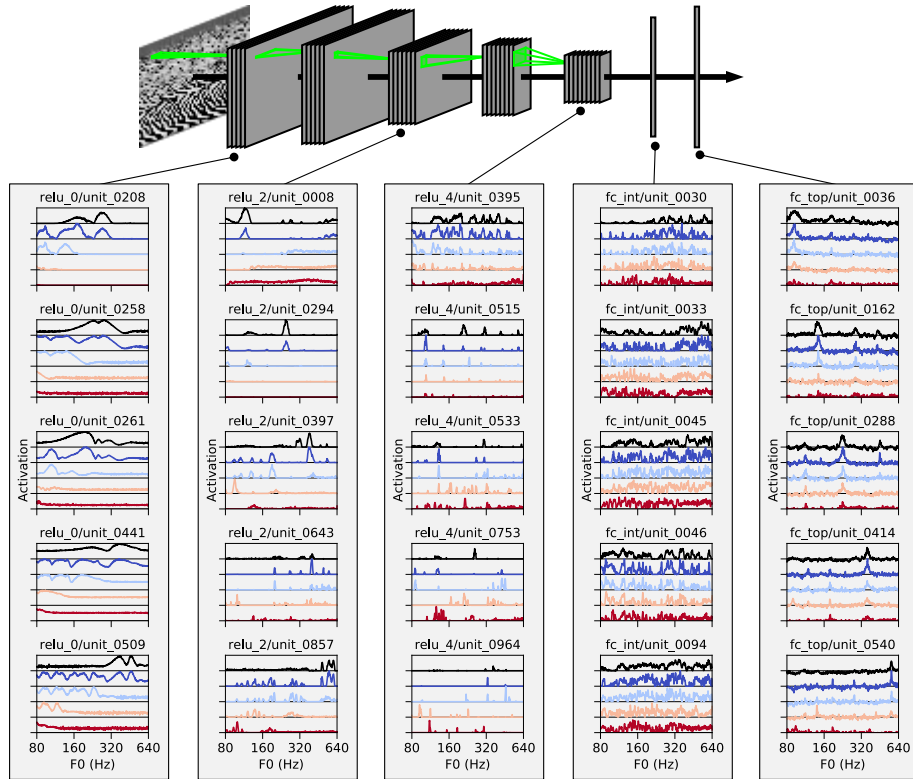 relu_0/unit_0208
relu_2/unit_0008
relu_4/unit_0395
fc_int/unit_0030
fc_top/unit_0036
relu_0/unit_0258
relu_2/unit_0294
relu_4/unit_0515
fc_int/unit_0033
fc_top/unit_0162
relu_0/unit_0261
relu_2/unit_0397
relu_4/unit_0533
fc_int/unit_0045
fc_top/unit_0288
Activation
Activation
Activation
Activation
Activation
relu_0/unit_0441
relu_2/unit_0643
relu_4/unit_0753
fc_int/unit_0046
fc_top/unit_0414
relu_0/unit_0509
relu_2/unit_0857
relu_4/unit_0964
fc_int/unit_0094
fc_top/unit_0540
80 160 320 640
80 160 320 640
80 160 320 640
80 160 320 640
80 160 320 640
F0 (Hz)
F0 (Hz)
F0 (Hz)
F0 (Hz)
F0 (Hz)